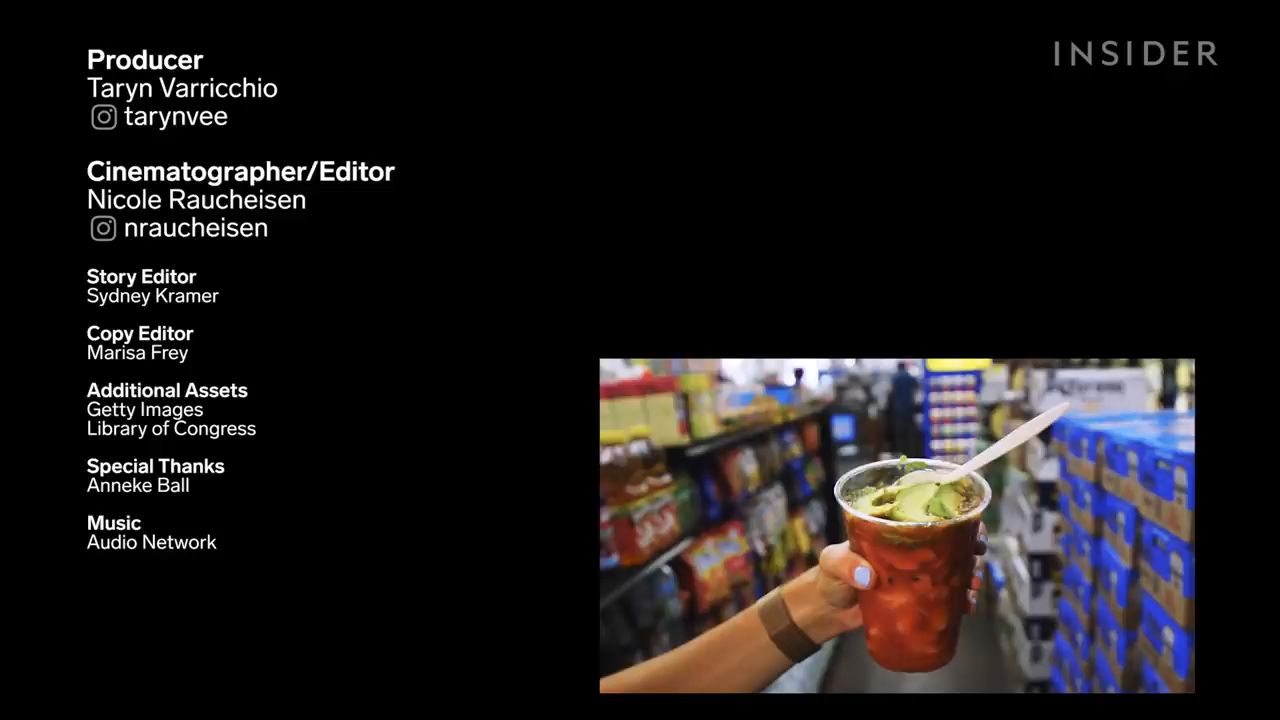 Producer
Taryn Varricchio
tarynvee
Cinematographer/Editor
Nicole Raucheisen
nraucheisen
Story Editor
Sydney Kramer
Copy Editor
Marisa Frey
Additional Assets
Getty Images
Library of Congress
Special Thanks
Anneke Ball
Music
Audio Network
INSIDER